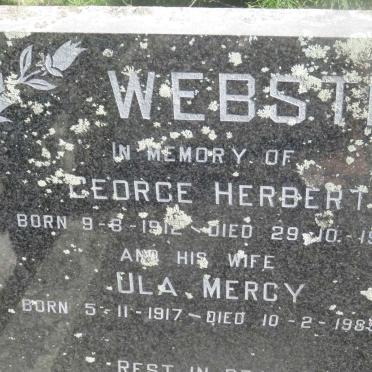 WEBST
IN MEMORY OF
GEORGE HERBERT
BORN 9-8-1912-DIED 29-10-19
AND HIS WIFE
ULA MERCY
BORN 5-11-1917-DIED 10-2-198
REST IN